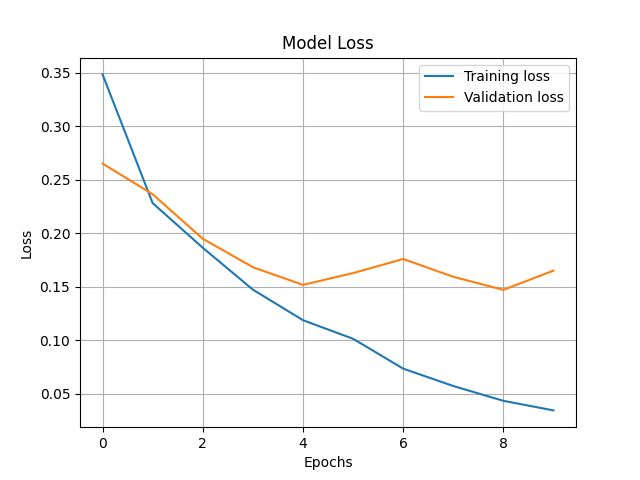 Model Loss
Training loss
Validation loss
0.35
0.30
0.25
0.20
0.15
0.10
0.05
Loss
0 2 4 6 8
Epochs